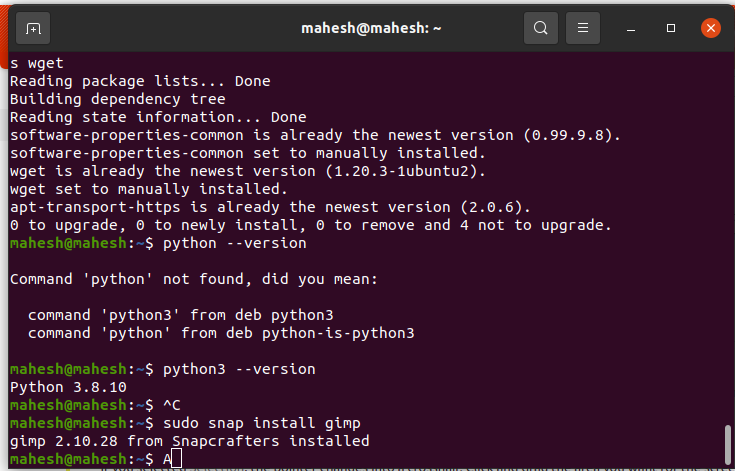 mahesh@mahesh: ~
s wget
Reading package lists... Done
Building dependency tree
Reading state information... Done
software-properties-common is already the newest version (0.99.9.8).
software-properties-common set to manually installed.
wget is already the newest version (1.20.3-1ubuntu2).
wget set to manually installed.
apt-transport-https is already the newest version (2.0.6).
0 to upgrade, 0 to newly install, 0 to remove and 4 not to upgrade.
mahesh@mahesh:~$ python --version
Command 'python' not found, did you mean:
command 'python3' from deb python3
command 'python' from deb python-is-python3
mahesh@mahesh:~$ python3 --version
Python 3.8.10
mahesh@mahesh:~$ ^C
mahesh@mahesh:~$ sudo snap install gimp
gimp 2.10.28 from Snapcrafters installed
mahesh@mahesh:~$ A